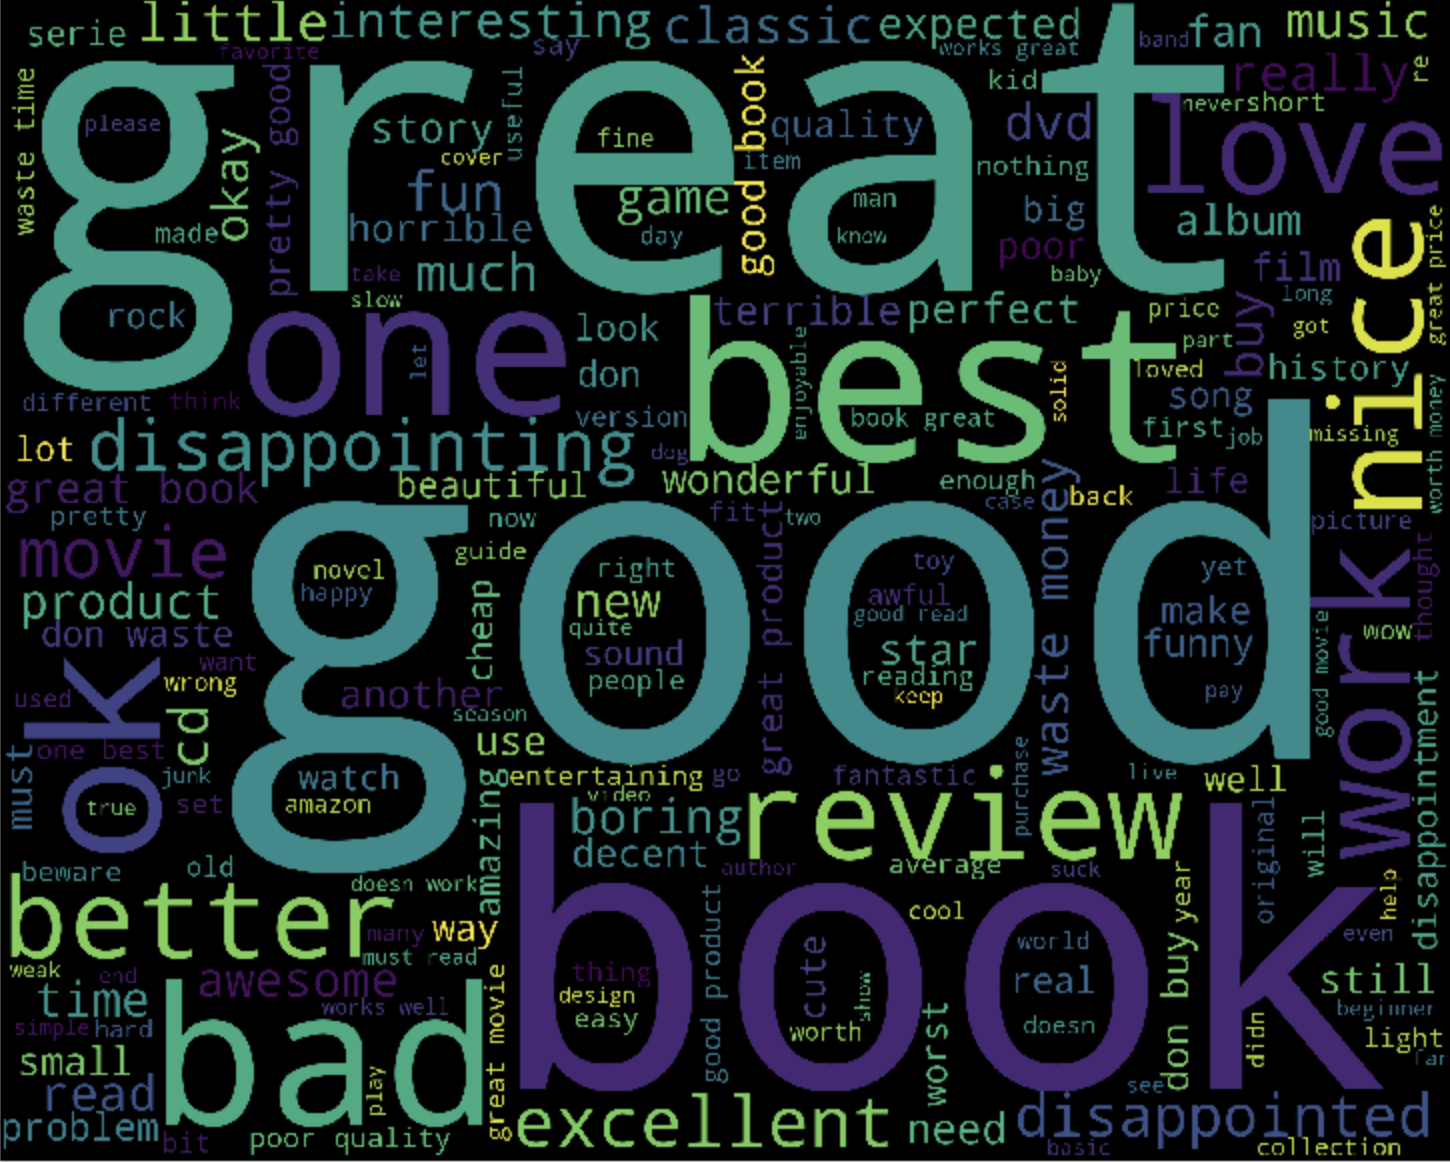 serie little interesting classic expected fan music
favorite say works great band
great
waste time please pretty good useful good book kid really re
okay story fine quality dvd never short love
cover item nothing
fun game man big album
made horrible day know poor
take much baby film great price
rock slow long
one look terrible perfect price buy got nice
let don enjoyable best part history
different think version book great solid loved song
lot disappointing dog first job missing worth money
great book beautiful wonderful enough case back life
pretty now fit two picture
movie good guide
novel right toy yet work thought
product happy new awful make
don waste cheap quite good read funny wow
want sound star good movie
used wrong another people reading pay
ok cd season great product keep waste money
one best use
must junk watch entertaining go fantastic live well disappointment
true set amazon video purchase
amazing boring review original will
beware old decent author average suck
doesn work book
better many way good product cool year help
must read world even
weak end awesome thing cute real still
time works well design show beginner
simple hard easy worth doesn didn light
small bad great movie worst don buy far
read play see
problem excellent need disappointed
bit poor quality basic collection